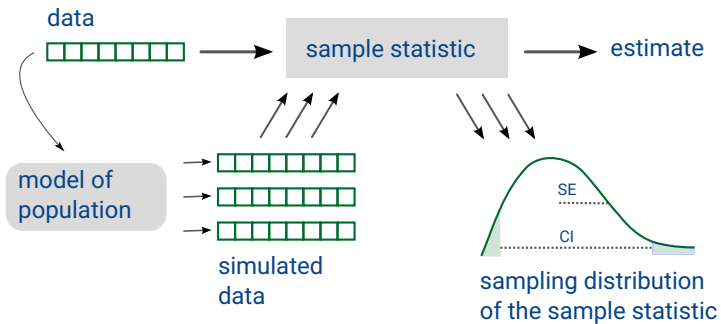 data
sample statistic
estimate
model of
population
simulated
data
SE
CI
sampling distribution
of the sample statistic